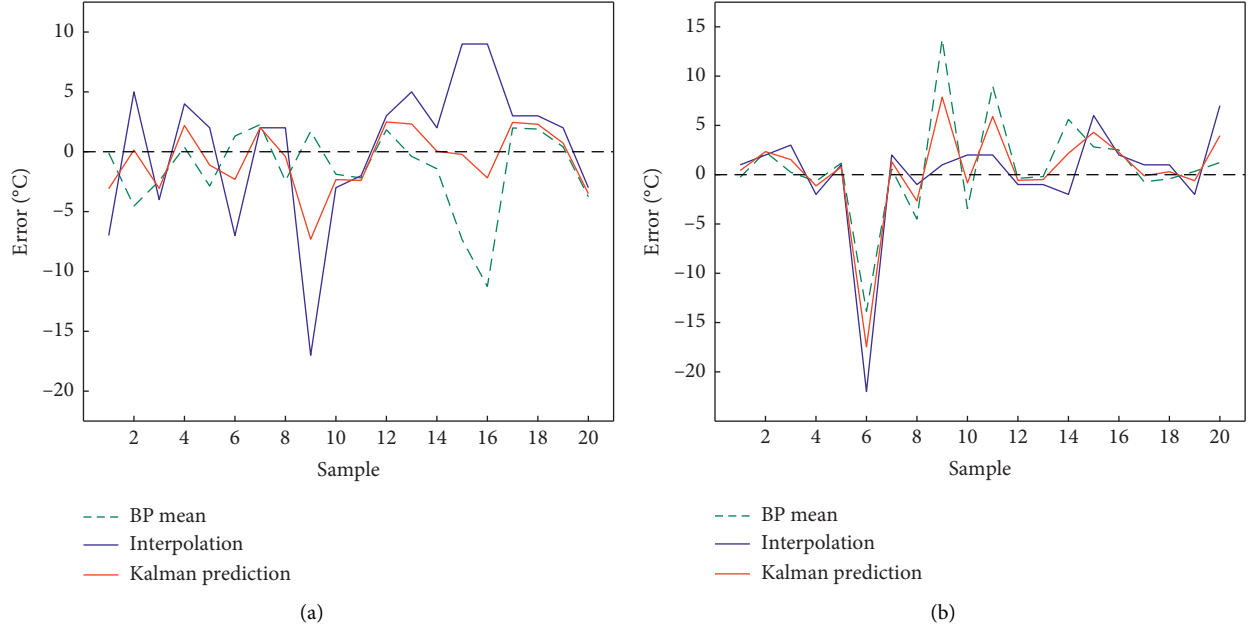 10
5
0
−5
−10
−15
−20
Error (°C)
2 4 6 8 10 12 14 16 18 20
Sample
BP mean
Interpolation
Kalman prediction
(a)
15
10
5
0
−5
−10
−15
−20
Error (°C)
2 4 6 8 10 12 14 16 18 20
Sample
BP mean
Interpolation
Kalman prediction
(b)